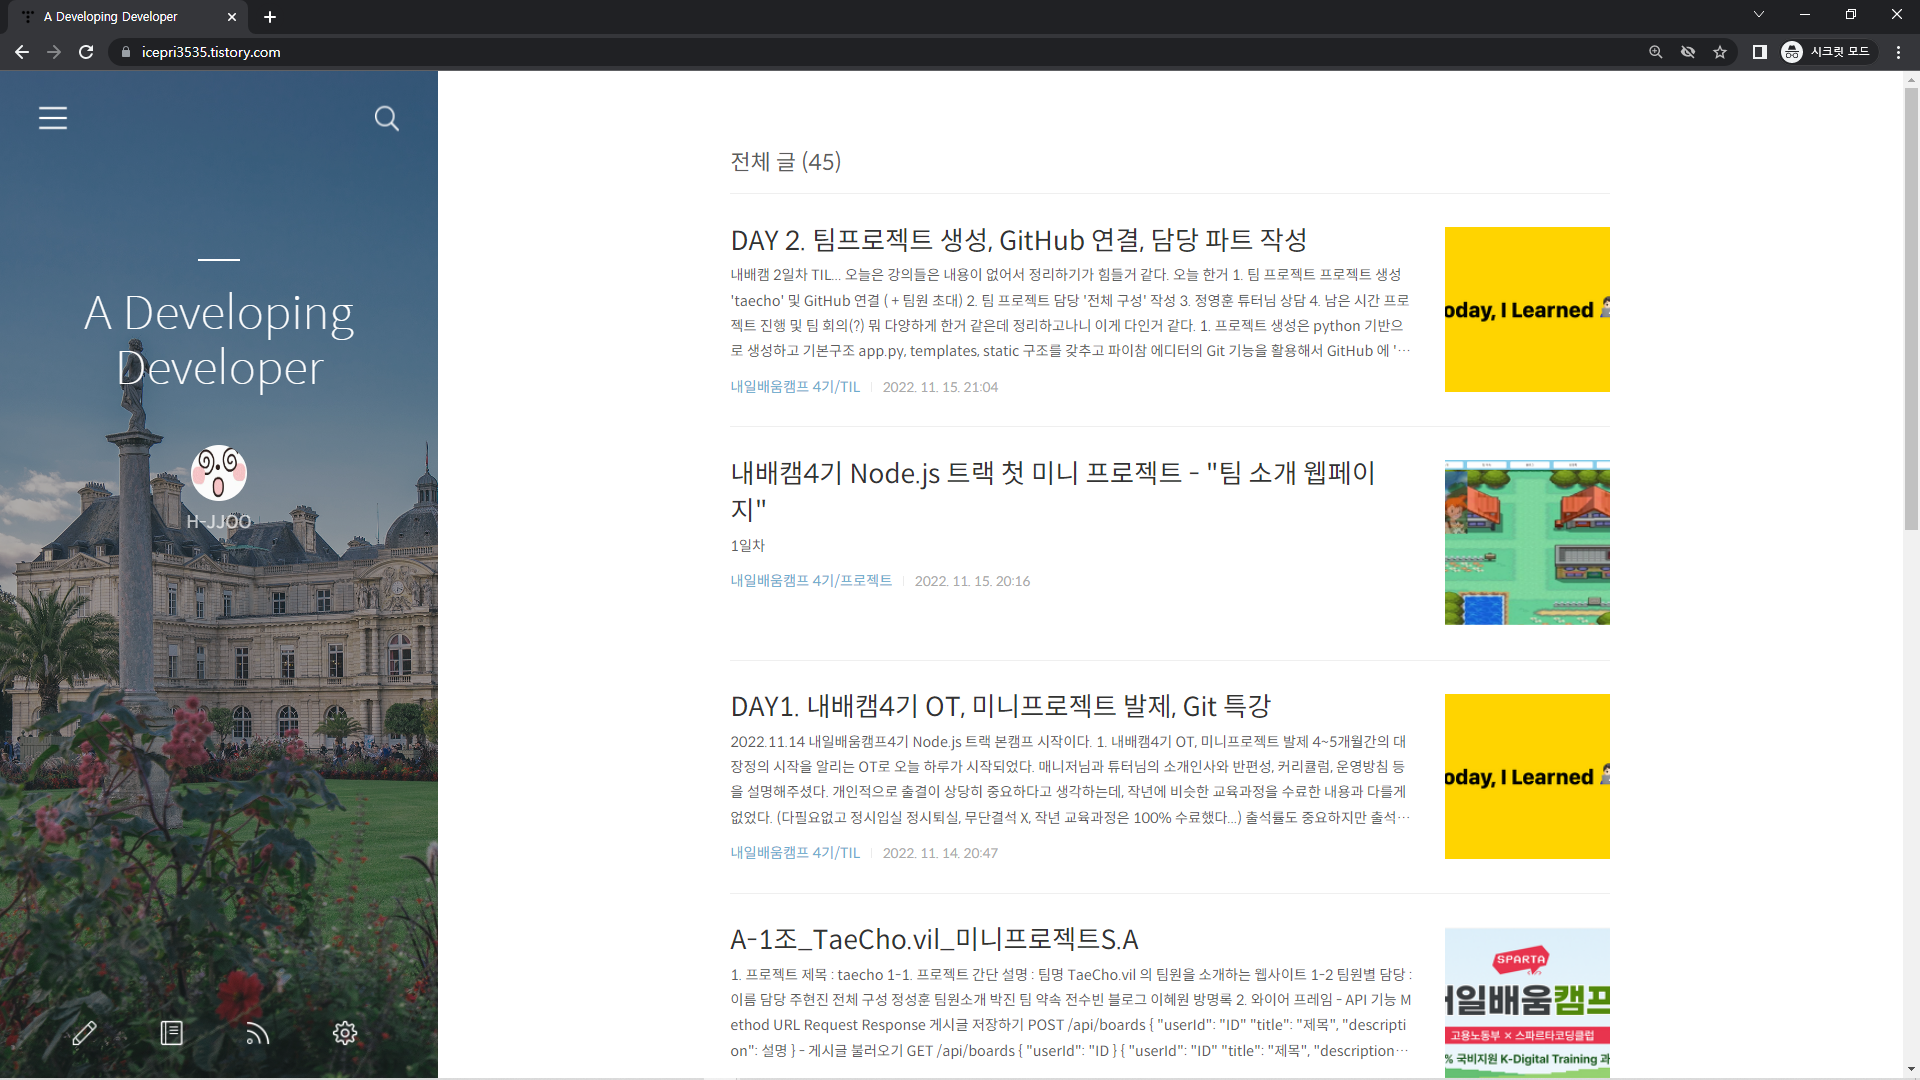 A Developing Developer
icepri3535.tistory.com
시크릿 모드
A Developing
Developer
H-JJOO
전체 글 (45)
DAY 2. 팀프로젝트 생성, GitHub 연결, 담당 파트 작성
내배캠 2일차 TIL... 오늘은 강의들은 내용이 없어서 정리하기가 힘들거 같다. 오늘 한거 1. 팀 프로젝트 프로젝트 생성
'taecho' 및 GitHub 연결 ( + 팀원 초대) 2. 팀 프로젝트 담당 '전체 구성' 작성 3. 정영훈 튜터님 상담 4. 남은 시간 프로
젝트 진행 및 팀 회의(?) 뭐 다양하게 한거 같은데 정리하고나니 이게 다인거 같다. 1. 프로젝트 생성은 python 기반으
로 생성하고 기본구조 app.py, templates, static 구조를 갖추고 파이참 에디터의 Git 기능을 활용해서 GitHub 에 '…
내일배움캠프 4기/TIL 2022. 11. 15. 21:04
oday, I Learned
내배캠4기 Node.js 트랙 첫 미니 프로젝트 - "팀 소개 웹페이
지"
1일차
내일배움캠프 4기/프로젝트 2022. 11. 15. 20:16
DAY1. 내배캠4기 OT, 미니프로젝트 발제, Git 특강
2022.11.14 내일배움캠프4기 Node.js 트랙 본캠프 시작이다. 1. 내배캠4기 OT, 미니프로젝트 발제 4~5개월간의 대
장정의 시작을 알리는 OT로 오늘 하루가 시작되었다. 매니저님과 튜터님의 소개인사와 반편성, 커리큘럼, 운영방침 등
을 설명해주셨다. 개인적으로 출결이 상당히 중요하다고 생각하는데, 작년에 비슷한 교육과정을 수료한 내용과 다를게
없었다. (다필요없고 정시입실 정시퇴실, 무단결석 X, 작년 교육과정은 100% 수료했다...) 출석률도 중요하지만 출석…
내일배움캠프 4기/TIL 2022. 11. 14. 20:47
oday, I Learned
A-1조_TaeCho.vil_미니프로젝트S.A
1. 프로젝트 제목 : taecho 1-1. 프로젝트 간단 설명 : 팀명 TaeCho.vil 의 팀원을 소개하는 웹사이트 1-2 팀원별 담당 :
이름 담당 주현진 전체 구성 정성훈 팀원소개 박진 팀 약속 전수빈 블로그 이혜원 방명록 2. 와이어 프레임 - API 기능 M
ethod URL Request Response 게시글 저장하기 POST /api/boards { "userId": "ID" "title": "제목", "descripti
on": 설명 } - 게시글 불러오기 GET /api/boards { "userId": "ID } { "userId": "ID" "title": "제목", "description…
SPARTA
내일배움캠프
고용노동부 × 스파르타코딩클럽
% 국비지원 K-Digital Training 과